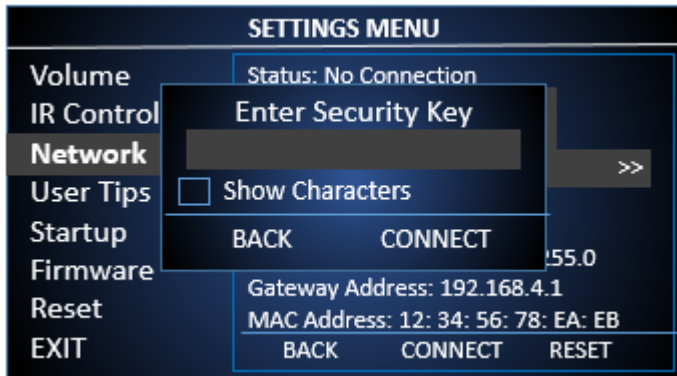 SETTINGS MENU
Volume
IR Control
Network
User Tips
Startup
Firmware
Reset
EXIT
Status: No Connection
Enter Security Key
Show Characters
BACK CONNECT
>>
255.0
Gateway Address: 192.168.4.1
MAC Address: 12: 34: 56: 78: EA: EB
BACK CONNECT RESET